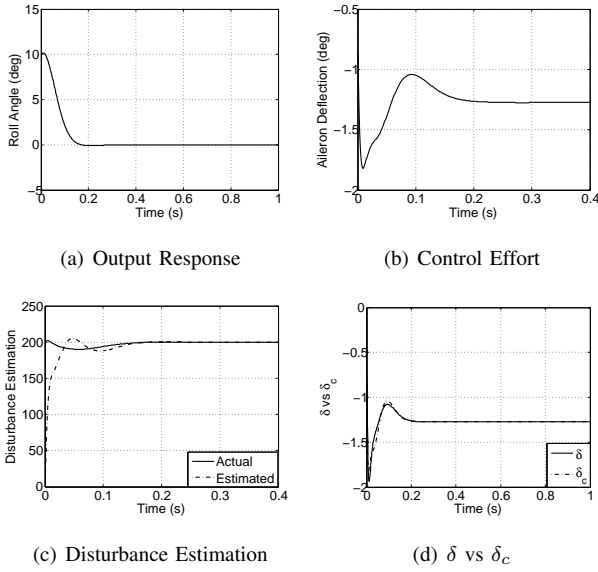 15
10
5
0
−5
Roll Angle (deg)
0 0.2 0.4 0.6 0.8 1
Time (s)
(a) Output Response
−0.5
−1
−1.5
−2
Aileron Deflection (deg)
0 0.1 0.2 0.3 0.4
Time (s)
(b) Control Effort
250
200
150
100
50
0
Disturbance Estimation
0 0.1 0.2 0.3 0.4
Time (s)
Actual
Estimated
(c) Disturbance Estimation
0
−0.5
−1
−1.5
−2
δ vs δc
0 0.2 0.4 0.6 0.8 1
Time (s)
δ
δc
(d) δ vs δc